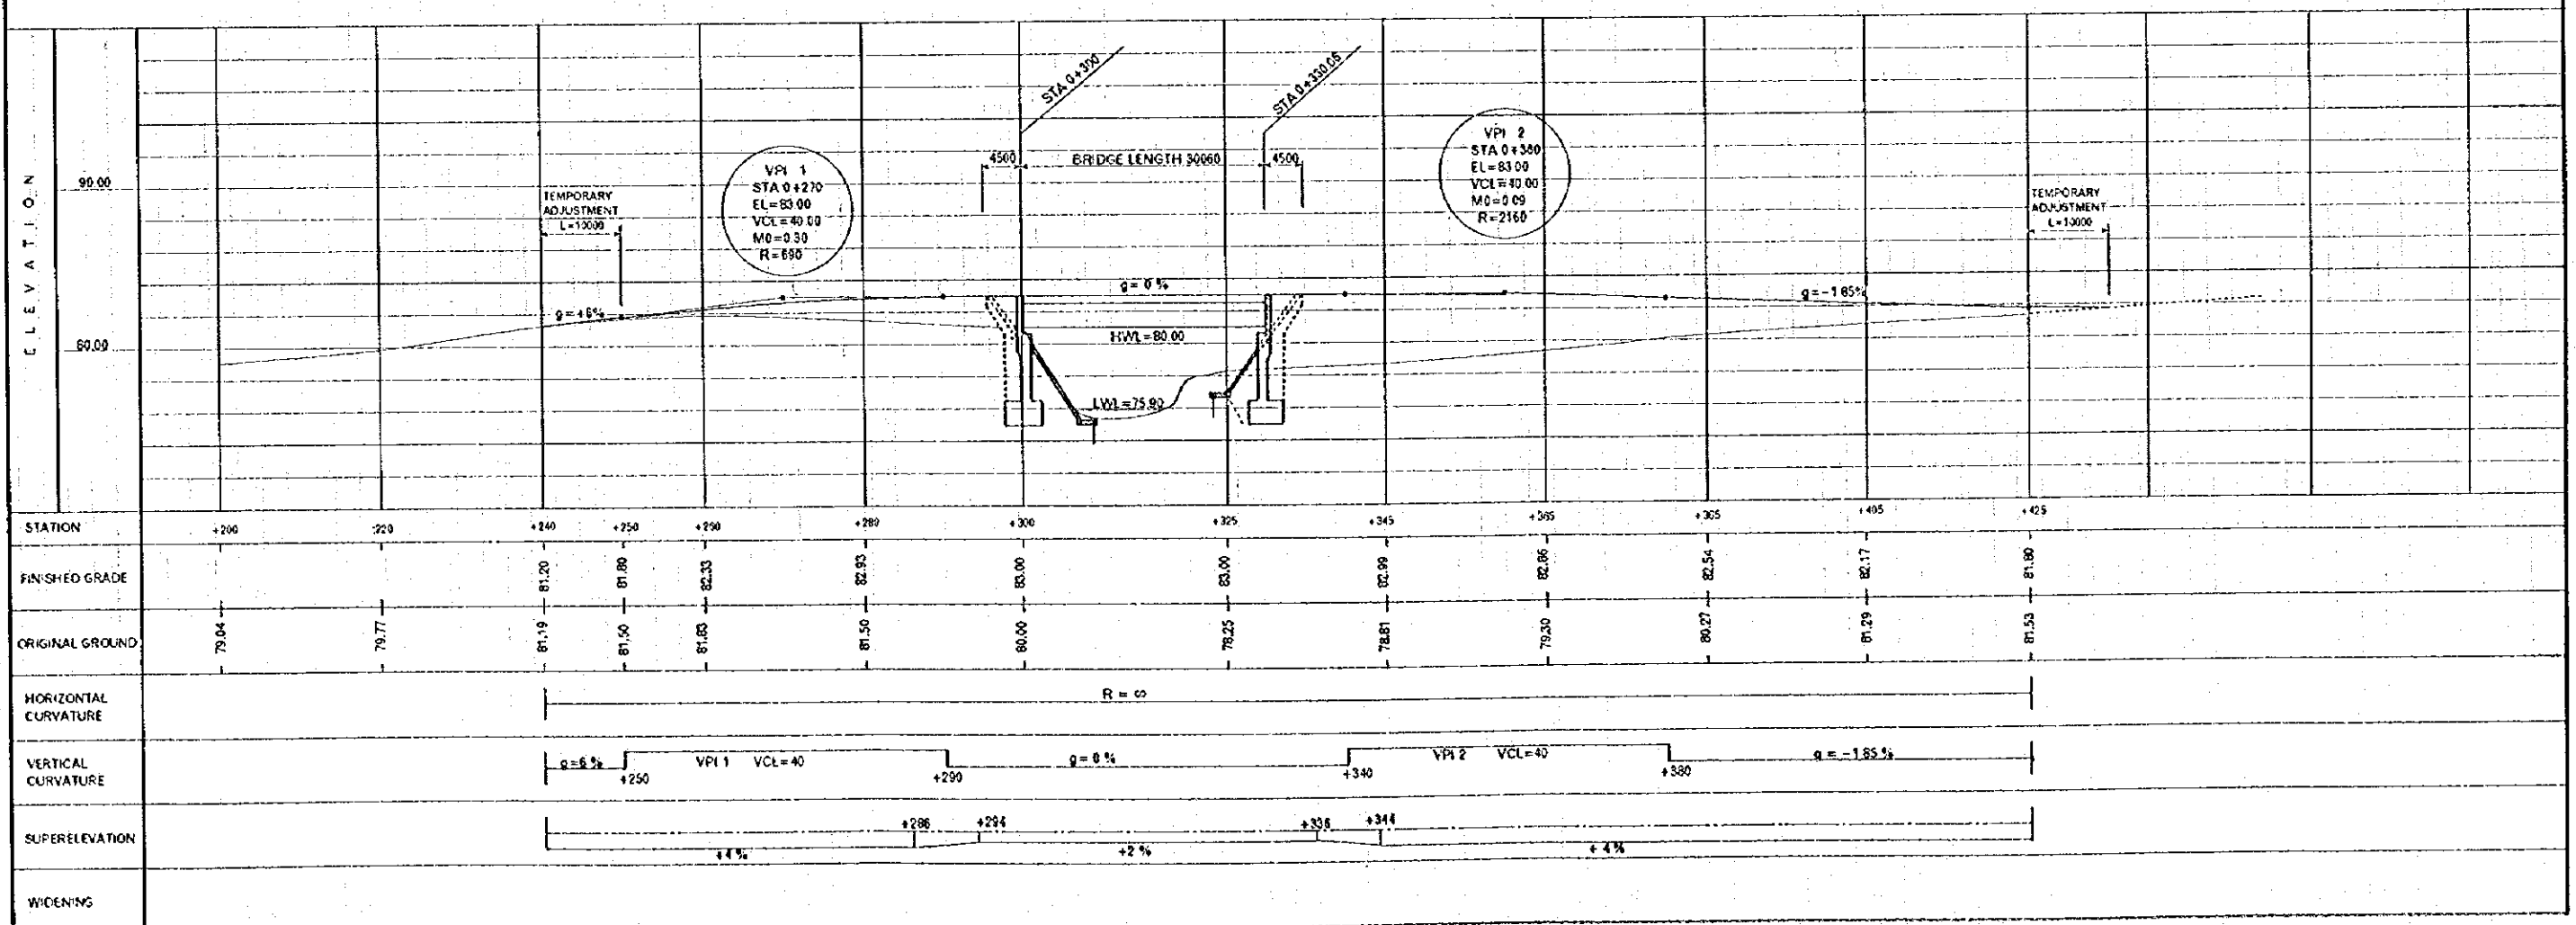 STA 0+300
STA 0+330.06
4500
BRIDGE LENGTH 30060
4500
VPI 1
STA 0+270
EL=83.00
VCL=40.00
M0=0.30
R=690
VPI 2
STA 0+360
EL=83.00
VCL=40.00
M0=0.09
R=2160
ELEVATION
90.00
80.00
TEMPORARY
ADJUSTMENT
L=10000
TEMPORARY
ADJUSTMENT
L=10000
g=+6%
g= 0 %
g=-1.85%
HWL=80.00
LWL=75.90
STATION +200 +220 +240 +250 +260 +280 +300 +325 +345 +365 +385 +405 +425
FINISHED GRADE 81.20 81.80 82.33 82.93 83.00 83.00 82.99 82.86 82.54 82.17 81.80
ORIGINAL GROUND 79.04 79.77 81.19 81.50 81.83 81.50 80.00 78.25 78.81 79.30 80.27 81.29 81.53
HORIZONTAL
CURVATURE
R = ∞
VERTICAL
CURVATURE
g=6 % VPI 1 VCL=40 g=0 % VPI 2 VCL=40 g = -1.85 %
+250 +290 +340 +380
SUPERELEVATION
+286 +294 +336 +344
+4 % +2 % + 4 %
WIDENING